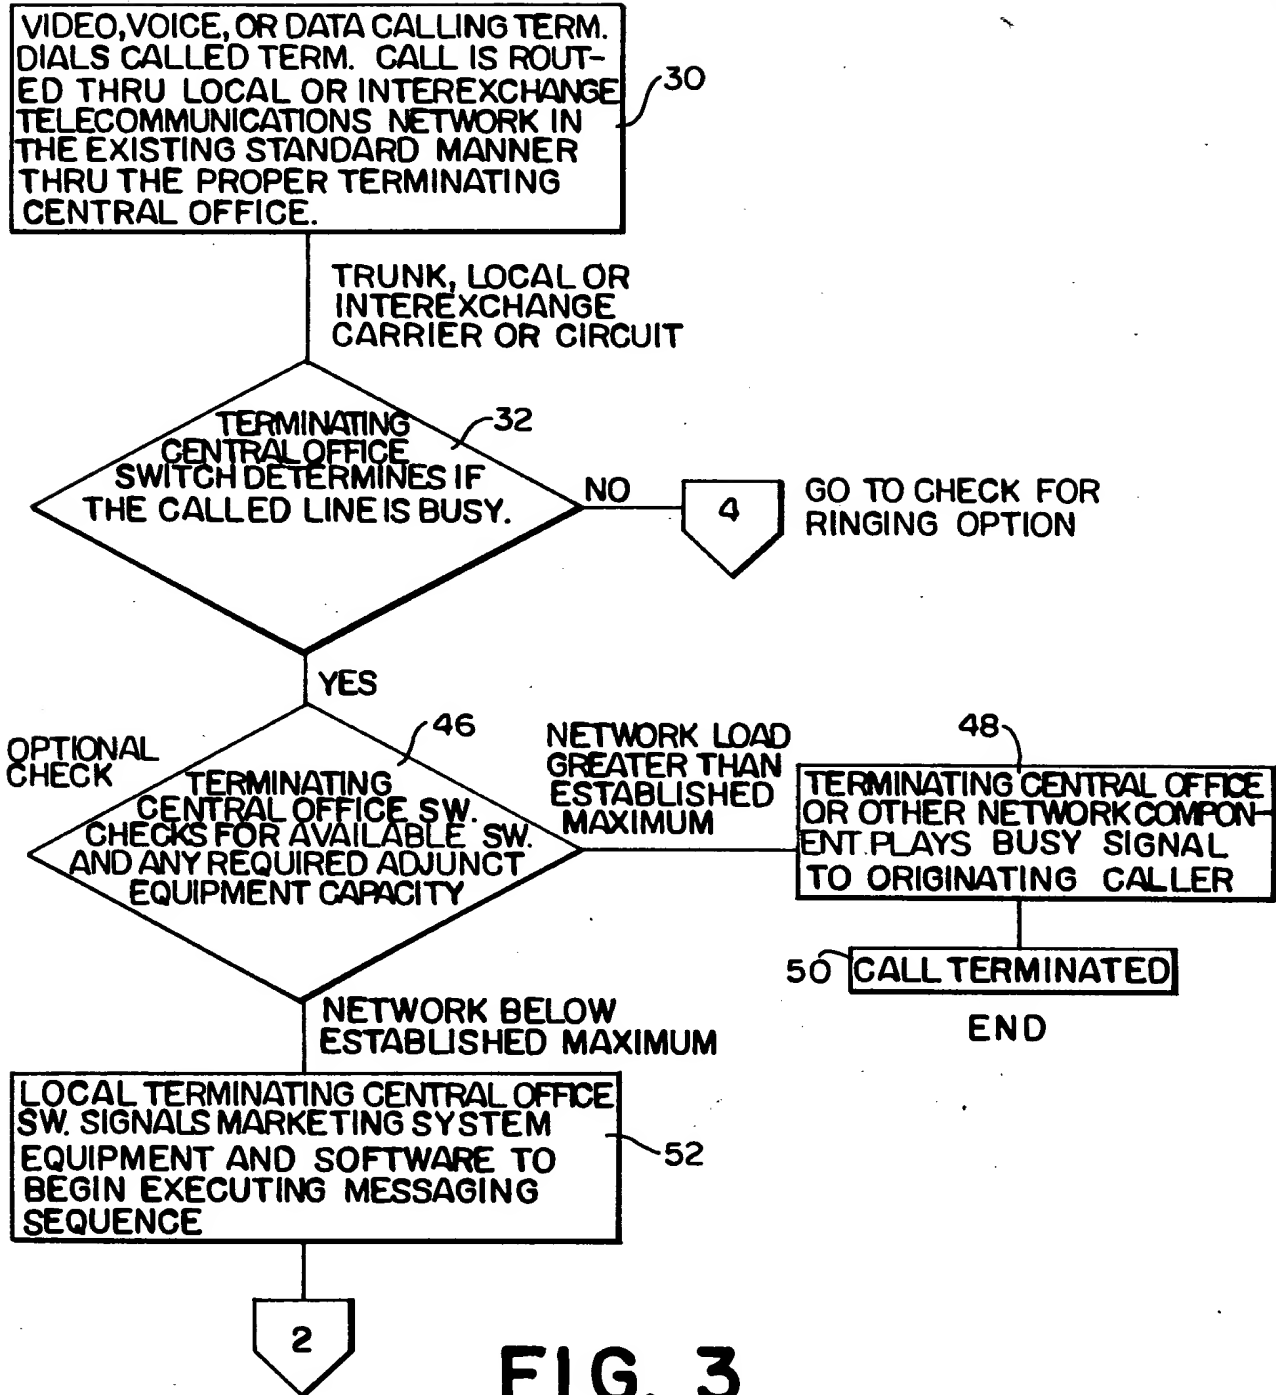 VIDEO, VOICE, OR DATA CALLING TERM.
DIALS CALLED TERM. CALL IS ROUT-
ED THRU LOCAL OR INTEREXCHANGE
TELECOMMUNICATIONS NETWORK IN
THE EXISTING STANDARD MANNER
THRU THE PROPER TERMINATING
CENTRAL OFFICE.
30
TRUNK, LOCAL OR
INTEREXCHANGE
CARRIER OR CIRCUIT
TERMINATING
CENTRAL OFFICE
SWITCH DETERMINES IF
THE CALLED LINE IS BUSY.
32
NO
4
GO TO CHECK FOR
RINGING OPTION
YES
OPTIONAL
CHECK
46
TERMINATING
CENTRAL OFFICE SW.
CHECKS FOR AVAILABLE SW.
AND ANY REQUIRED ADJUNCT
EQUIPMENT CAPACITY
NETWORK LOAD
GREATER THAN
ESTABLISHED
MAXIMUM
48
TERMINATING CENTRAL OFFICE
OR OTHER NETWORK COMPON-
ENT PLAYS BUSY SIGNAL
TO ORIGINATING CALLER
50
CALL TERMINATED
END
NETWORK BELOW
ESTABLISHED MAXIMUM
LOCAL TERMINATING CENTRAL OFFICE
SW. SIGNALS MARKETING SYSTEM
EQUIPMENT AND SOFTWARE TO
BEGIN EXECUTING MESSAGING
SEQUENCE
52
2
FIG. 3